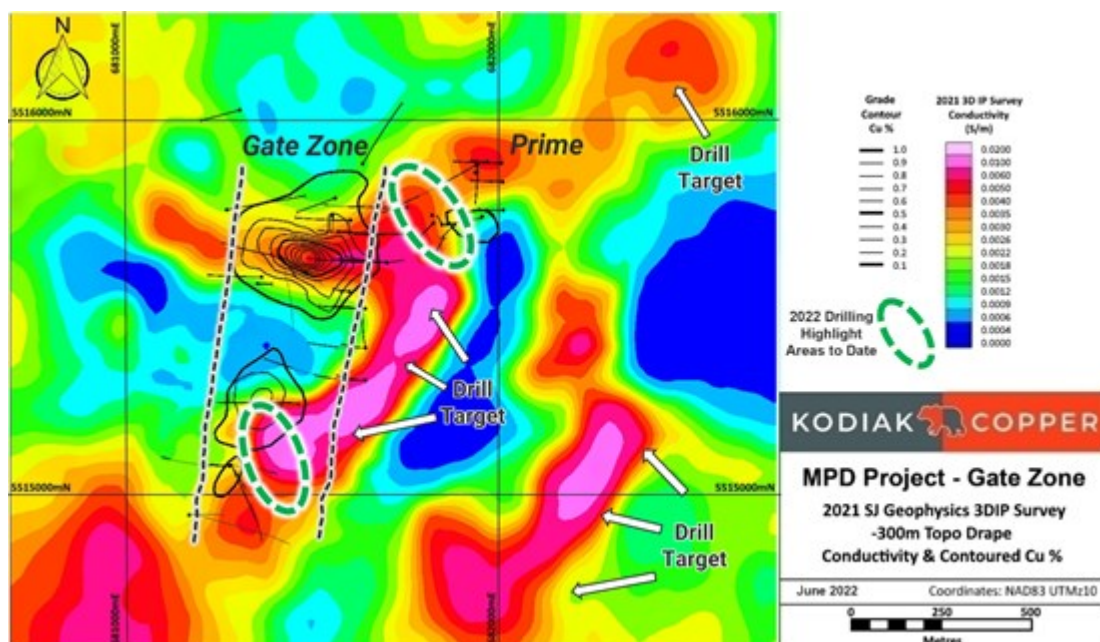 N
681000mE
682000mE
5516000mN
5516000mN
Gate Zone
Prime
Drill
Target
Drill
Target
5515000mN
5515000mN
Drill
Target
681000mE
682000mE
Grade
Contour
Cu %
1.0
0.9
0.8
0.7
0.6
0.5
0.4
0.3
0.2
0.1
2021 3D IP Survey
Conductivity
(S/m)
0.0200
0.0100
0.0060
0.0050
0.0040
0.0035
0.0030
0.0026
0.0022
0.0018
0.0015
0.0012
0.0009
0.0006
0.0004
0.0000
2022 Drilling
Highlight
Areas to Date
KODIAK COPPER
MPD Project - Gate Zone
2021 SJ Geophysics 3DIP Survey
-300m Topo Drape
Conductivity & Contoured Cu %
June 2022 Coordinates: NAD83 UTMz10
0 250 500
Metres